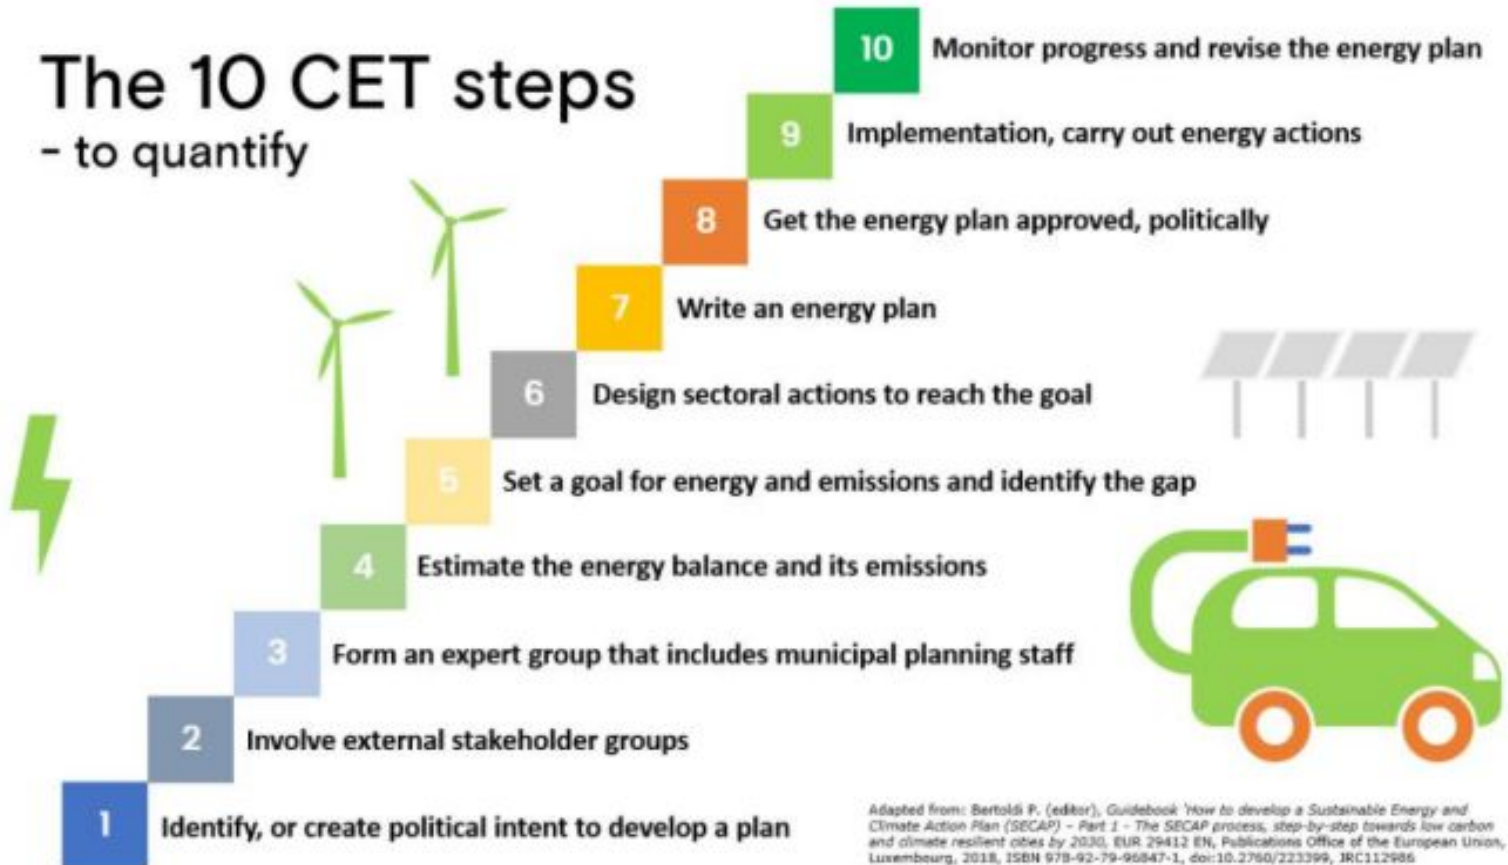 The 10 CET steps
- to quantify
10 Monitor progress and revise the energy plan
9 Implementation, carry out energy actions
8 Get the energy plan approved, politically
7 Write an energy plan
6 Design sectoral actions to reach the goal
5 Set a goal for energy and emissions and identify the gap
4 Estimate the energy balance and its emissions
3 Form an expert group that includes municipal planning staff
2 Involve external stakeholder groups
1 Identify, or create political intent to develop a plan
Adapted from: Bertoldi P. (editor), Guidebook 'How to develop a Sustainable Energy and
Climate Action Plan (SECAP) – Part 1 - The SECAP process, step-by-step towards low carbon
and climate resilient cities by 2030, EUR 29412 EN, Publications Office of the European Union,
Luxembourg, 2018, ISBN 978-92-79-96847-1, doi:10.2760/223399, JRC112986